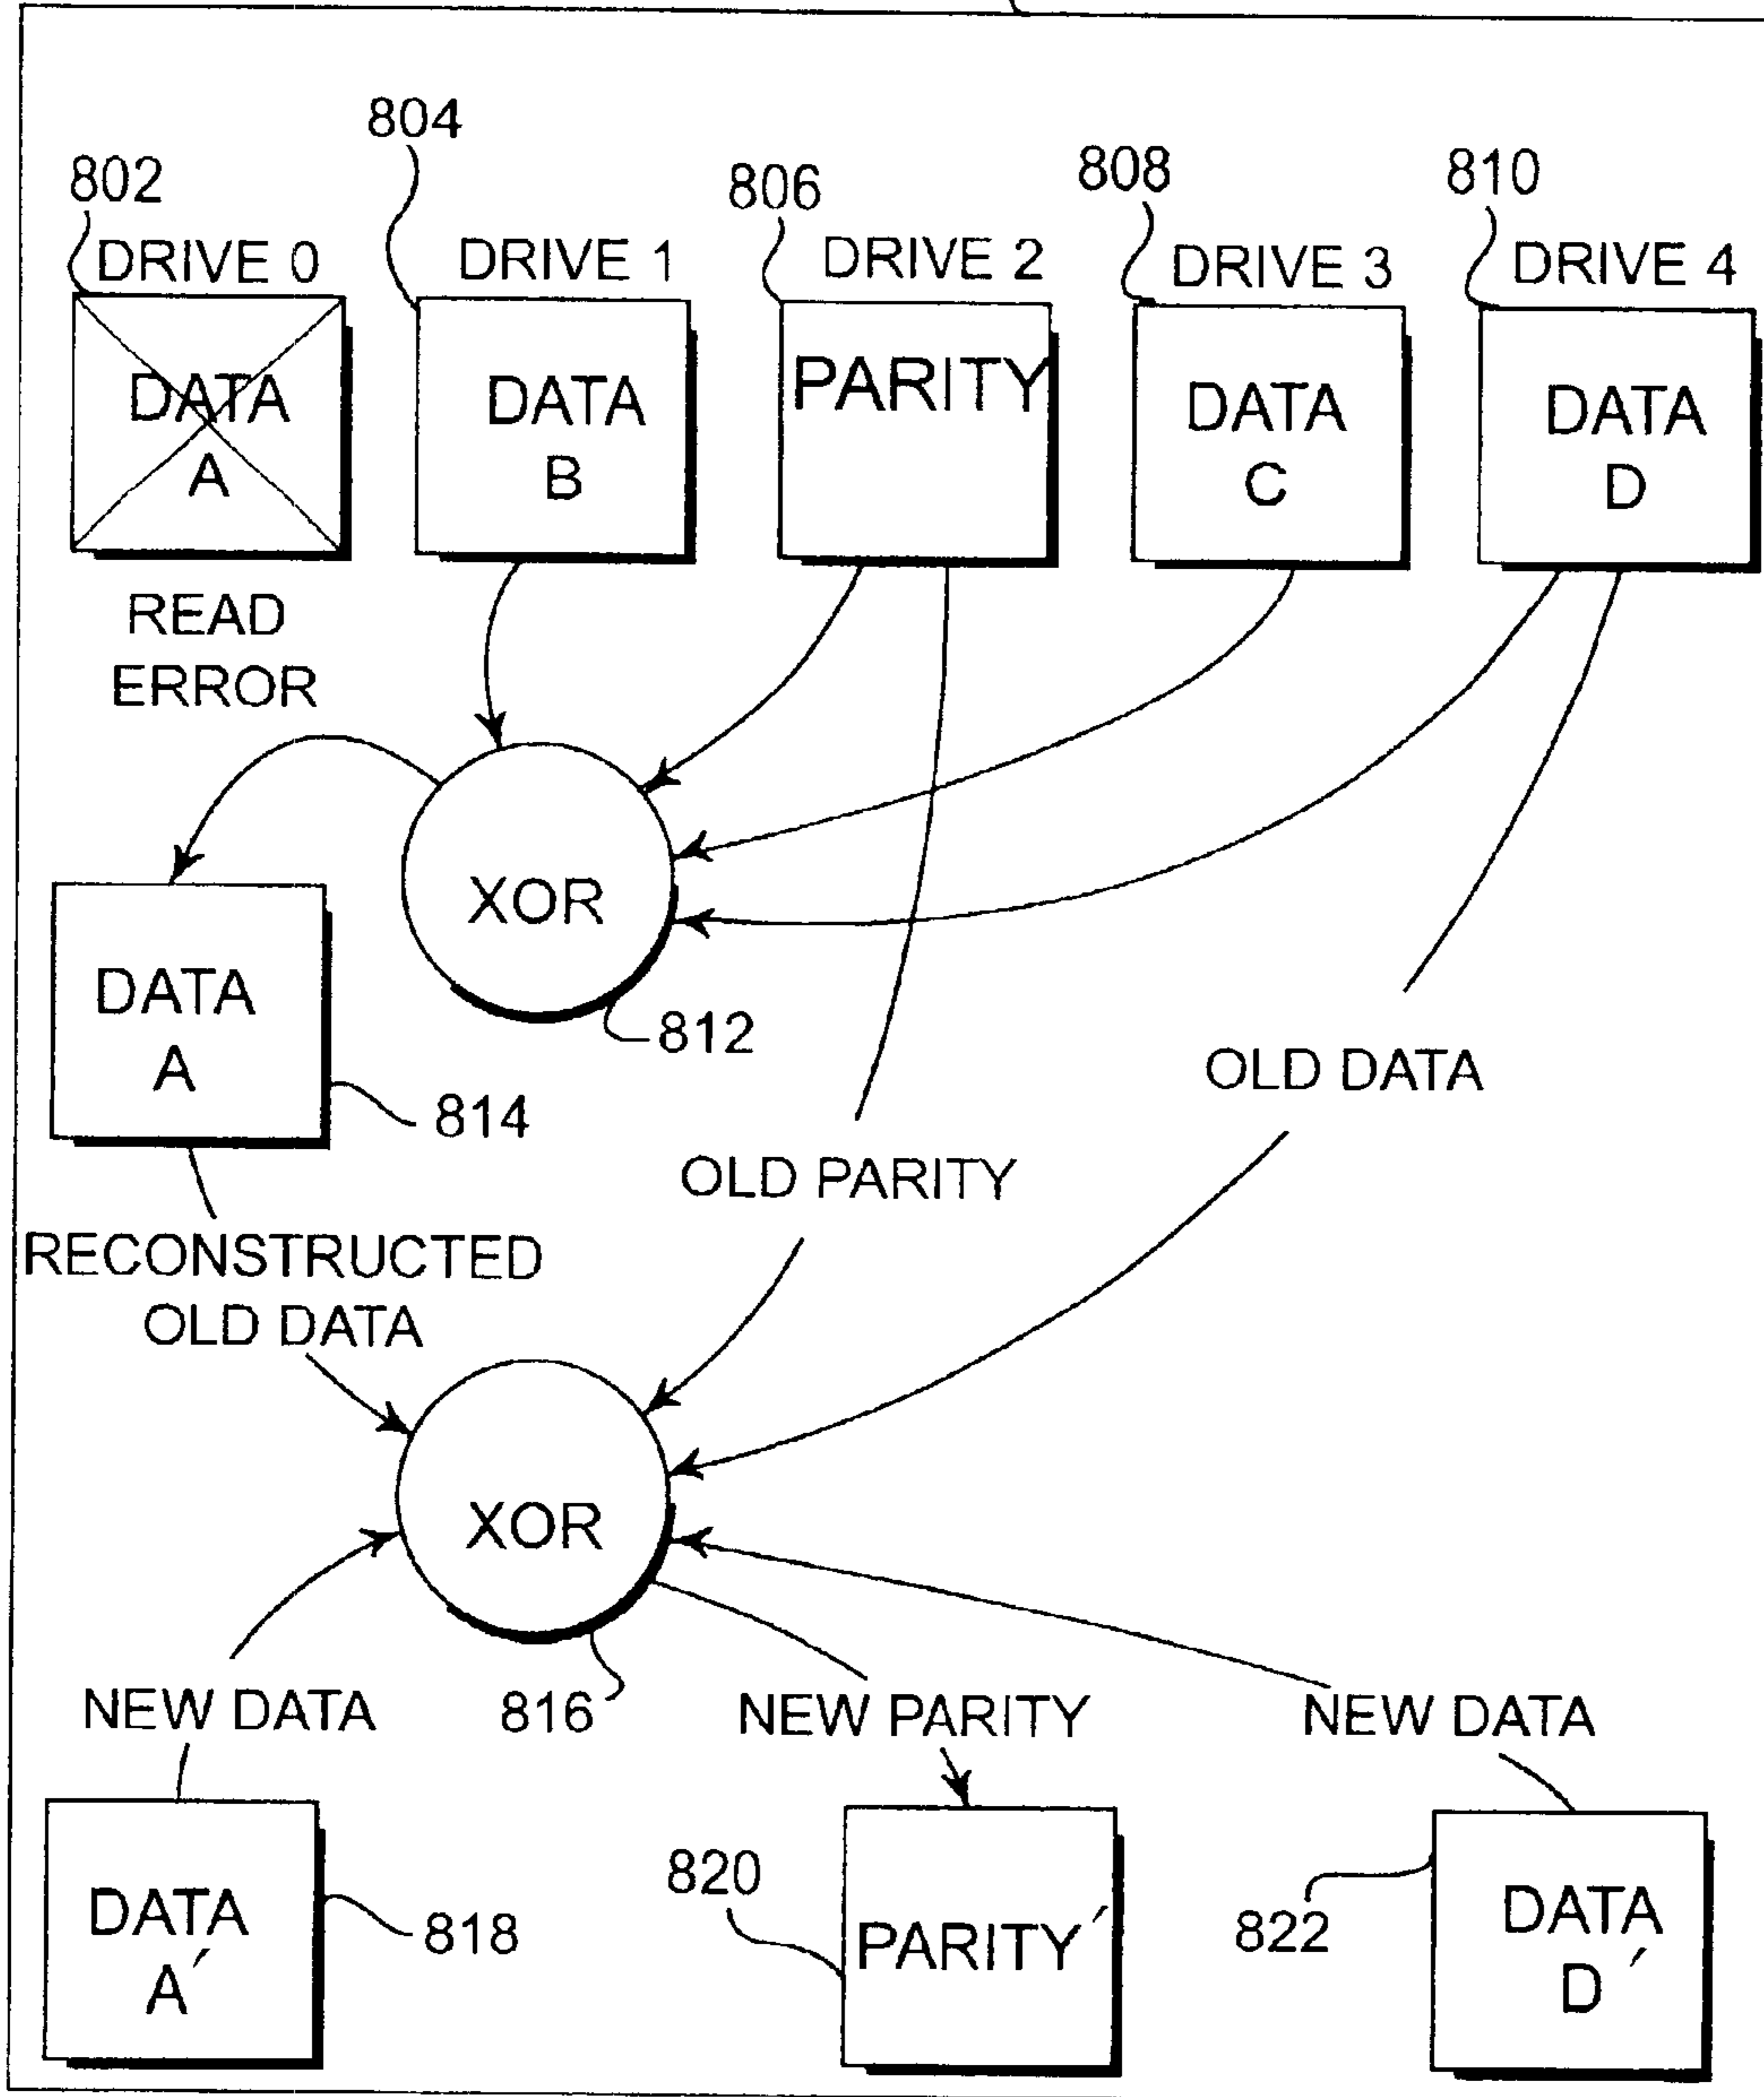 804
802
806
808
810
DRIVE 0
DRIVE 1
DRIVE 2
DRIVE 3
DRIVE 4
DATA
A
DATA
B
PARITY
DATA
C
DATA
D
READ
ERROR
XOR
812
DATA
A
814
OLD DATA
OLD PARITY
RECONSTRUCTED
OLD DATA
XOR
816
NEW DATA
NEW PARITY
NEW DATA
DATA
A´
818
820
PARITY´
822
DATA
D´